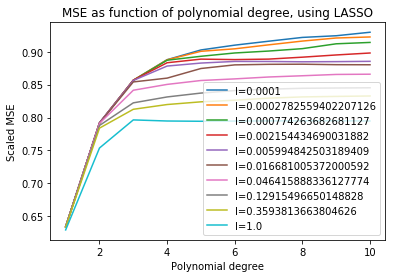 MSE as function of polynomial degree, using LASSO
Scaled MSE
0.90
0.85
0.80
0.75
0.70
0.65
l=0.0001
l=0.0002782559402207126
l=0.000774263682681127
l=0.002154434690031882
l=0.005994842503189409
l=0.016681005372000592
l=0.046415888336127774
l=0.12915496650148828
l=0.3593813663804626
l=1.0
2 4 6 8 10
Polynomial degree